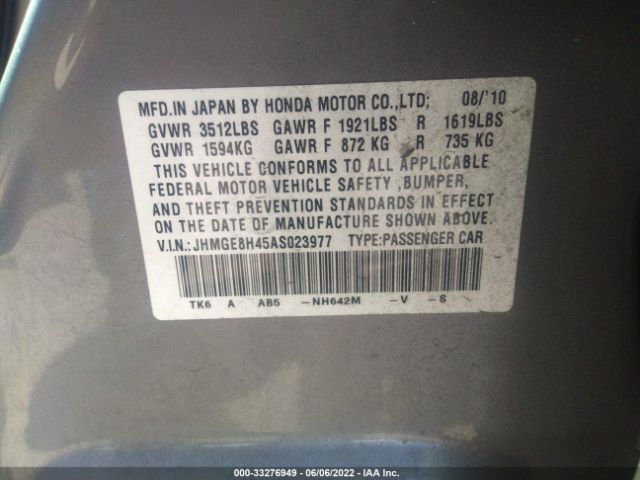 MFD.IN JAPAN BY HONDA MOTOR CO.,LTD; 08/'10
GVWR 3512LBS GAWR F 1921LBS R 1619LBS
GVWR 1594KG GAWR F 872 KG R 735 KG
THIS VEHICLE CONFORMS TO ALL APPLICABLE
FEDERAL MOTOR VEHICLE SAFETY ,BUMPER,
AND THEFT PREVENTION STANDARDS IN EFFECT
ON THE DATE OF MANUFACTURE SHOWN ABOVE.
V.I.N.: JHMGE8H45AS023977 TYPE:PASSENGER CAR
TK6 A AB5 -NH642M -V -S
000-33276949 - 06/06/2022 - IAA Inc.